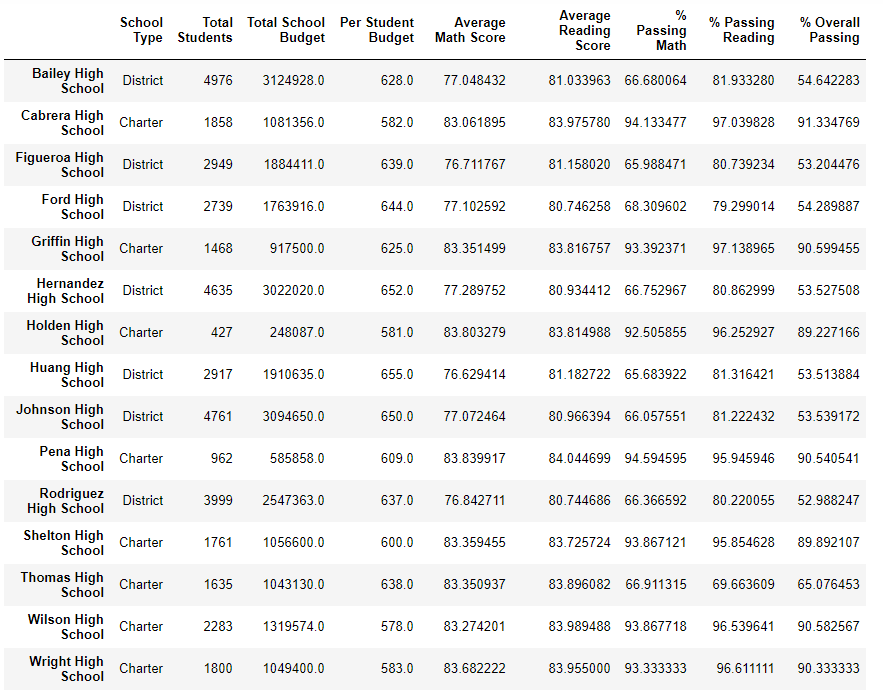 School Type Total Students Total School Budget Per Student Budget Average Math Score Average Reading Score % Passing Math % Passing Reading % Overall Passing
Bailey High School District 4976 3124928.0 628.0 77.048432 81.033963 66.680064 81.933280 54.642283
Cabrera High School Charter 1858 1081356.0 582.0 83.061895 83.975780 94.133477 97.039828 91.334769
Figueroa High School District 2949 1884411.0 639.0 76.711767 81.158020 65.988471 80.739234 53.204476
Ford High School District 2739 1763916.0 644.0 77.102592 80.746258 68.309602 79.299014 54.289887
Griffin High School Charter 1468 917500.0 625.0 83.351499 83.816757 93.392371 97.138965 90.599455
Hernandez High School District 4635 3022020.0 652.0 77.289752 80.934412 66.752967 80.862999 53.527508
Holden High School Charter 427 248087.0 581.0 83.803279 83.814988 92.505855 96.252927 89.227166
Huang High School District 2917 1910635.0 655.0 76.629414 81.182722 65.683922 81.316421 53.513884
Johnson High School District 4761 3094650.0 650.0 77.072464 80.966394 66.057551 81.222432 53.539172
Pena High School Charter 962 585858.0 609.0 83.839917 84.044699 94.594595 95.945946 90.540541
Rodriguez High School District 3999 2547363.0 637.0 76.842711 80.744686 66.366592 80.220055 52.988247
Shelton High School Charter 1761 1056600.0 600.0 83.359455 83.725724 93.867121 95.854628 89.892107
Thomas High School Charter 1635 1043130.0 638.0 83.350937 83.896082 66.911315 69.663609 65.076453
Wilson High School Charter 2283 1319574.0 578.0 83.274201 83.989488 93.867718 96.539641 90.582567
Wright High School Charter 1800 1049400.0 583.0 83.682222 83.955000 93.333333 96.611111 90.333333